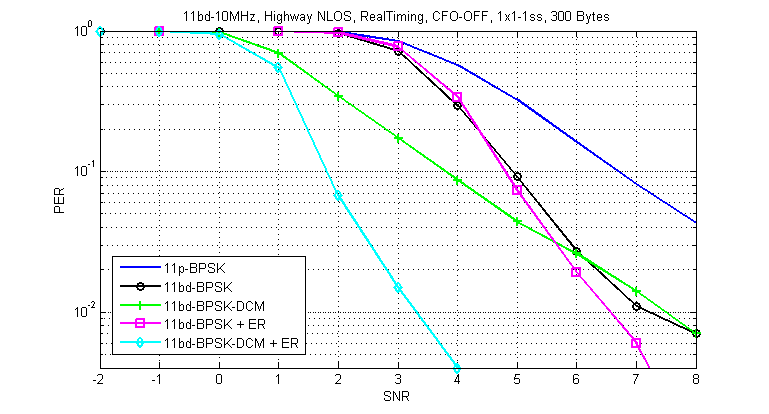 11bd-10MHz, Highway NLOS, RealTiming, CFO-OFF, 1x1-1ss, 300 Bytes
10^0
10^-1
10^-2
PER
11p-BPSK
11bd-BPSK
11bd-BPSK-DCM
11bd-BPSK + ER
11bd-BPSK-DCM + ER
-2 -1 0 1 2 3 4 5 6 7 8
SNR